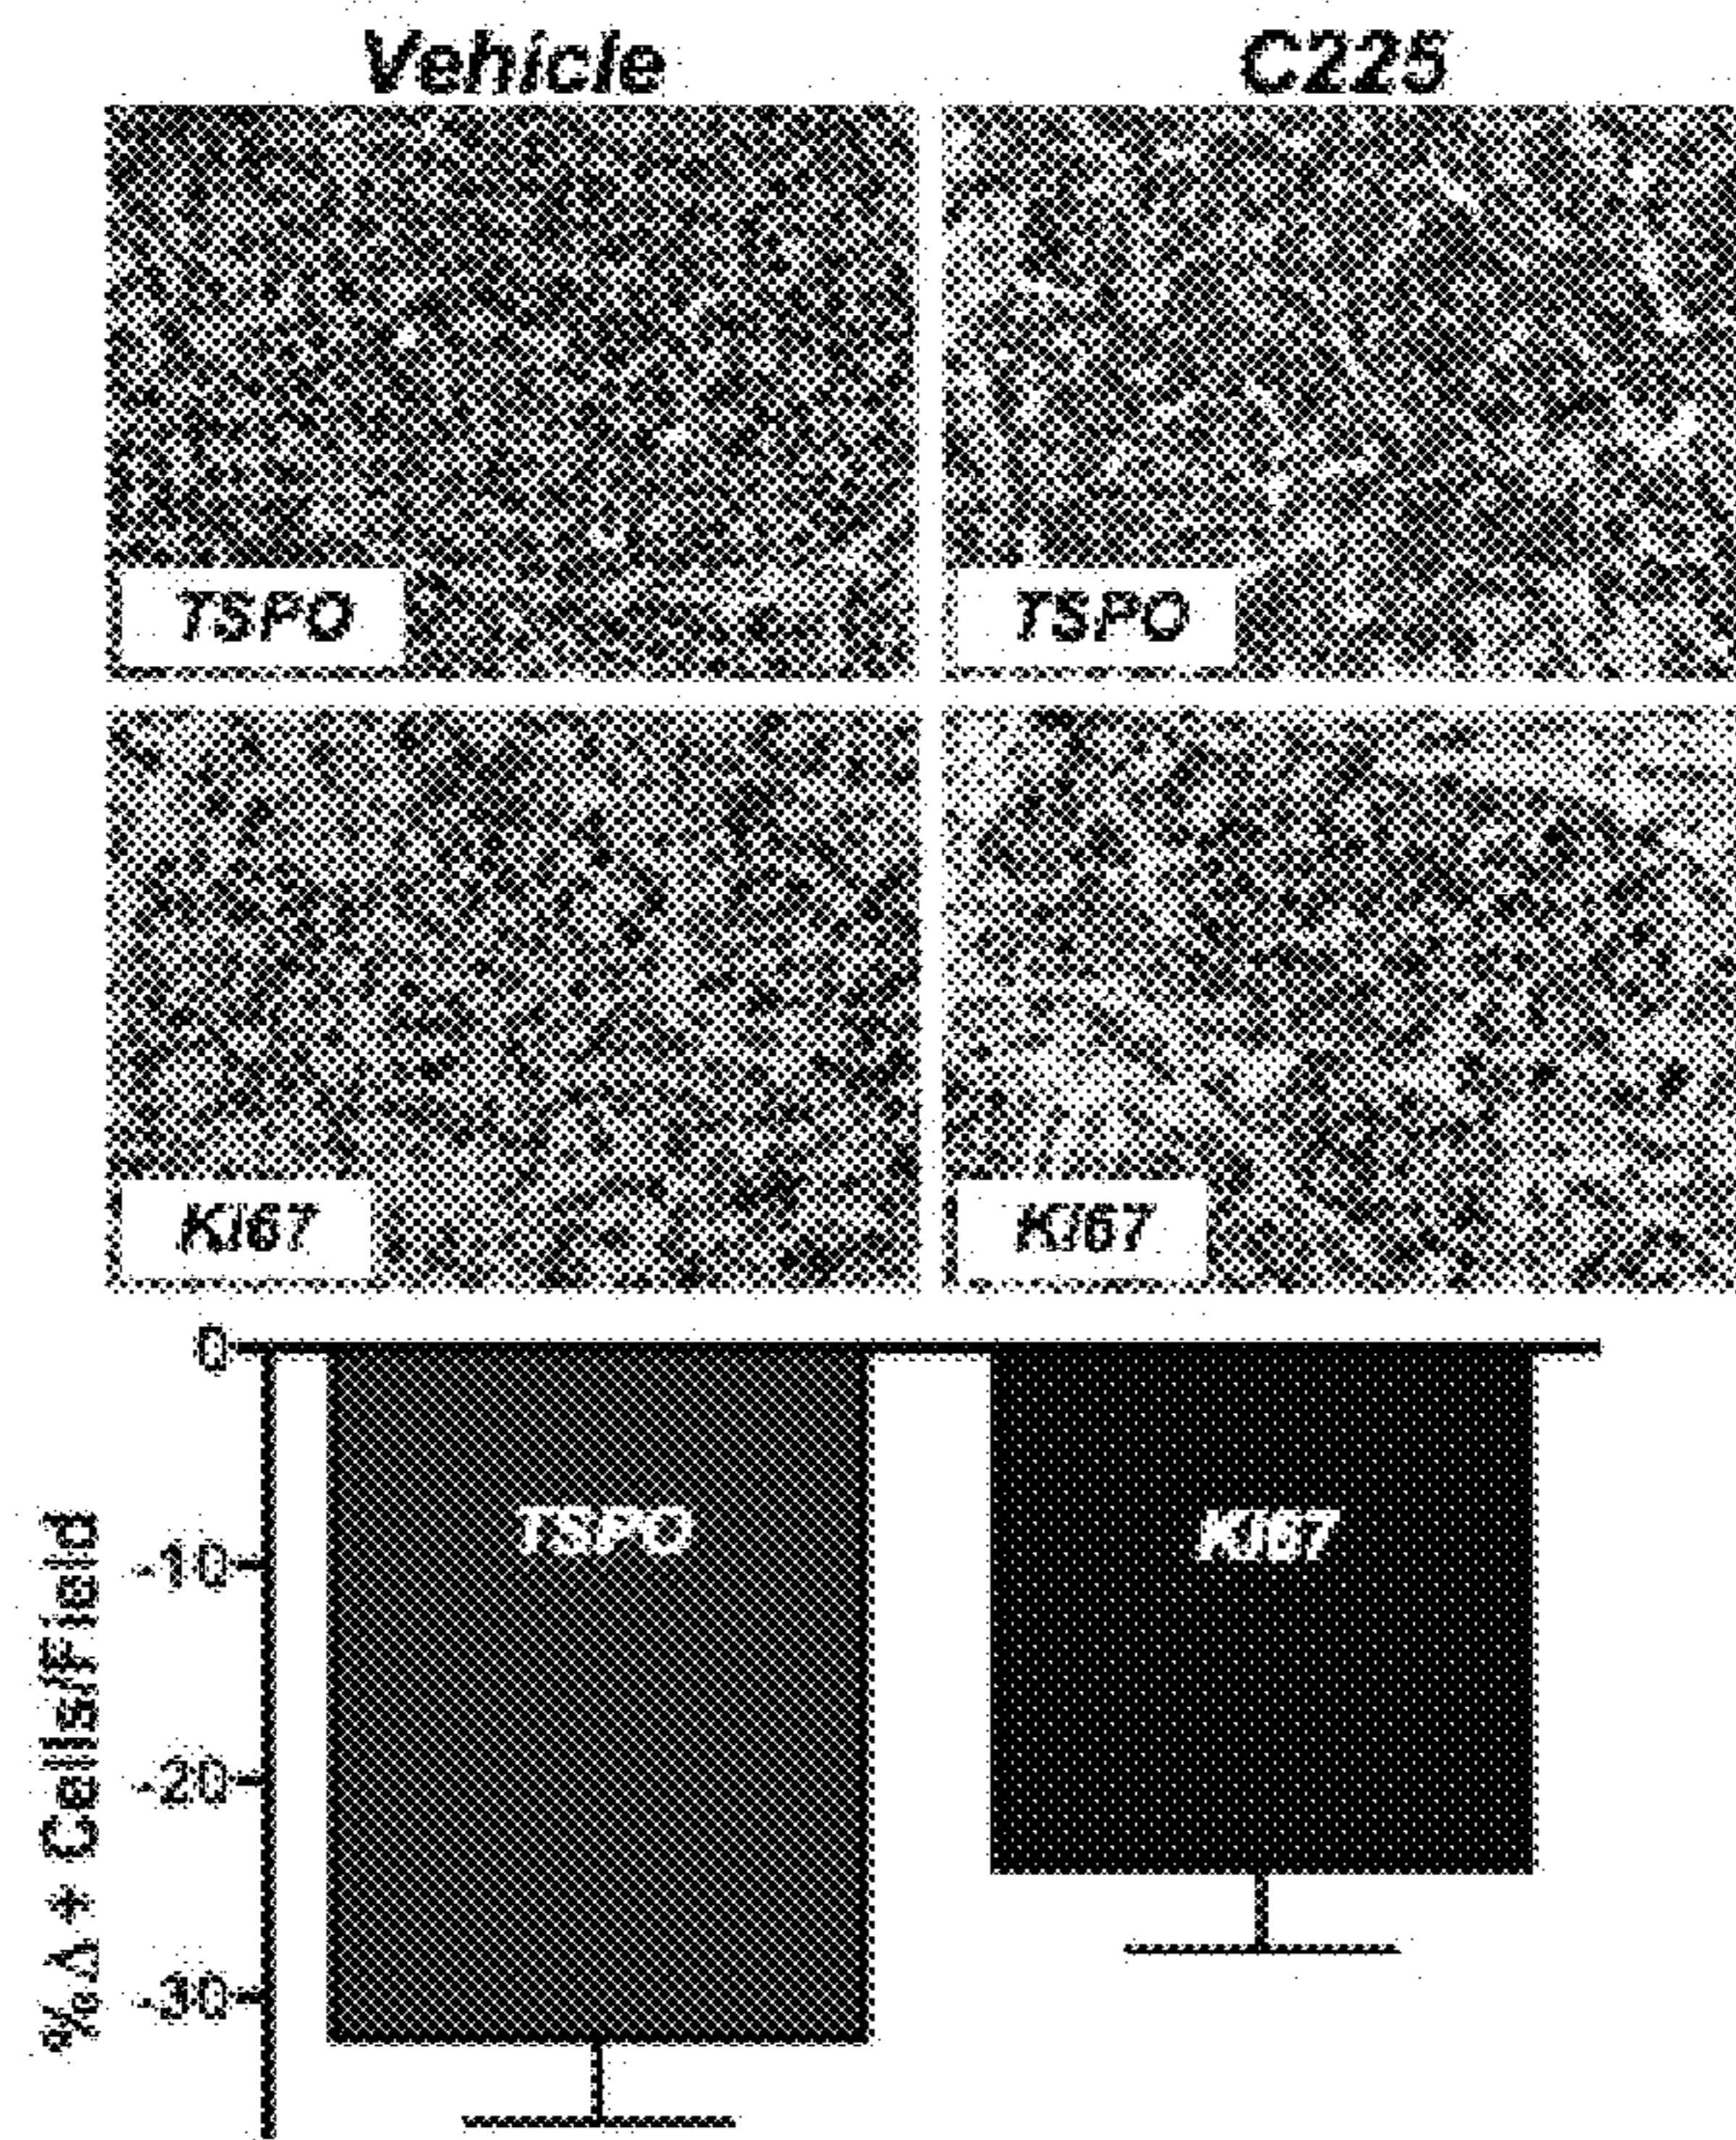 Vehicle C225
TSPO TSPO
Ki67 Ki67
0
-10
-20
-30
%Δ + Cells/Field
TSPO Ki67